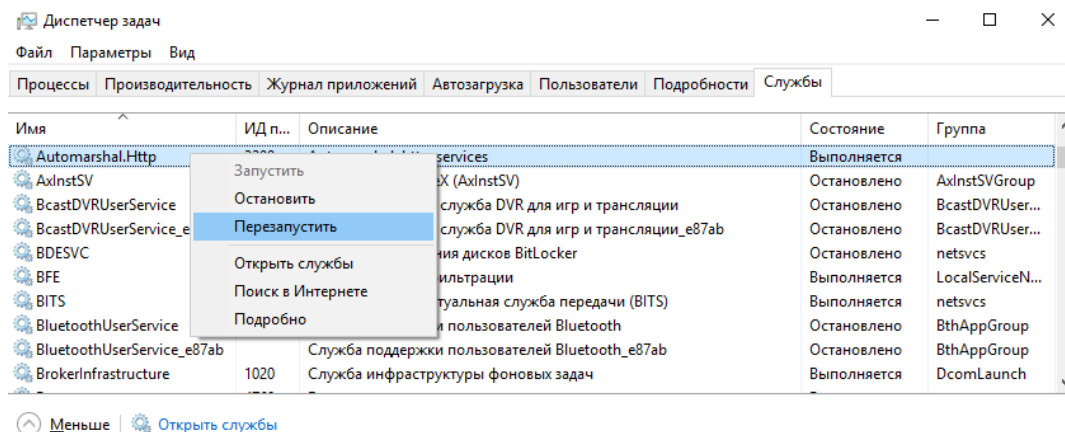 Диспетчер задач
Файл Параметры Вид
Процессы Производительность Журнал приложений Автозагрузка Пользователи Подробности Службы
Имя ИД п... Описание Состояние Группа
Automarshal.Http services Выполняется
AxInstSV eX (AxInstSV) Остановлено AxInstSVGroup
BcastDVRUserService служба DVR для игр и трансляции Остановлено BcastDVRUser...
BcastDVRUserService_e служба DVR для игр и трансляции_e87ab Остановлено BcastDVRUser...
BDESVC ния дисков BitLocker Остановлено netsvcs
BFE ильтрации Выполняется LocalServiceN...
BITS туальная служба передачи (BITS) Выполняется netsvcs
BluetoothUserService и пользователей Bluetooth Остановлено BthAppGroup
BluetoothUserService_e87ab Служба поддержки пользователей Bluetooth_e87ab Остановлено BthAppGroup
BrokerInfrastructure 1020 Служба инфраструктуры фоновых задач Выполняется DcomLaunch
Запустить
Остановить
Перезапустить
Открыть службы
Поиск в Интернете
Подробно
Меньше Открыть службы